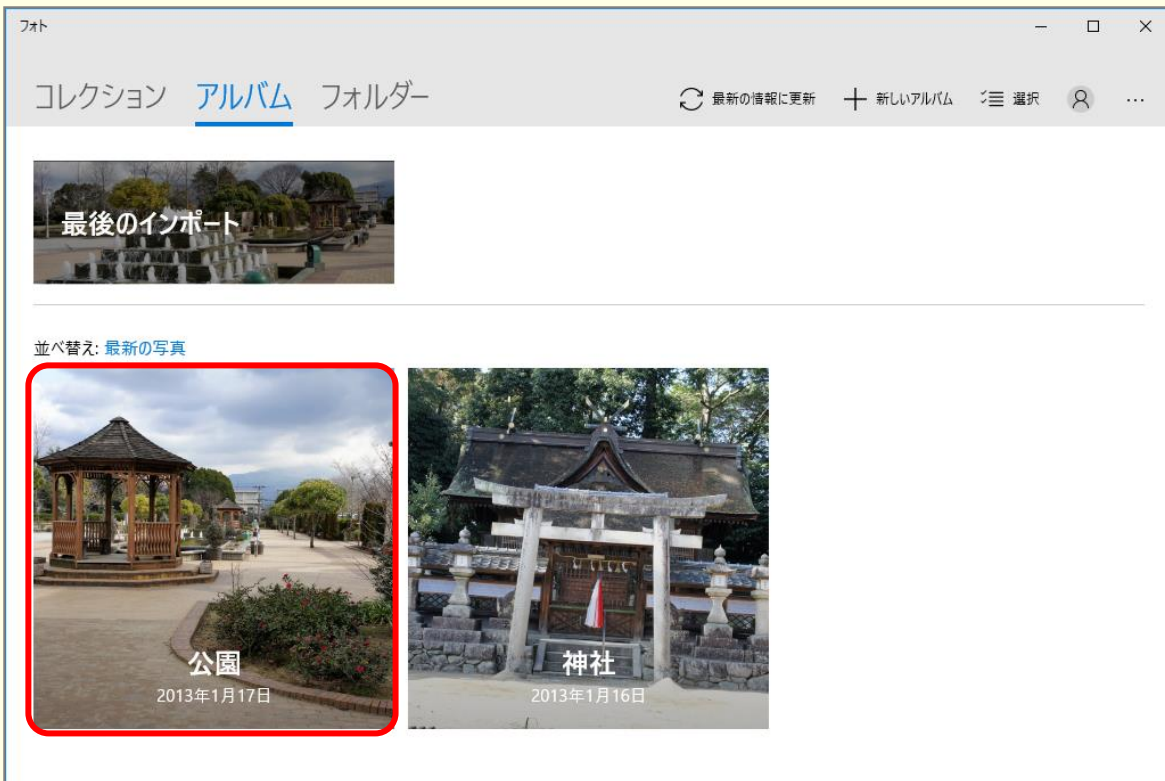 フォト
コレクション アルバム フォルダー 最新の情報に更新 新しいアルバム 選択
最後のインポート
並べ替え: 最新の写真
公園
2013年1月17日
神社
2013年1月16日